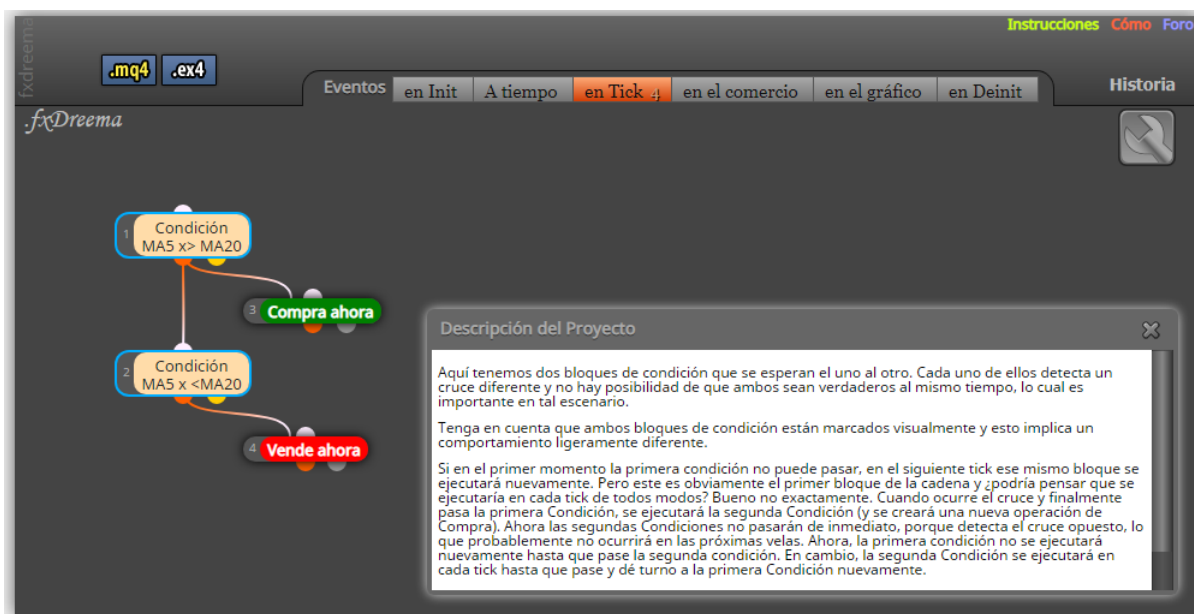 Instrucciones Cómo Foro
fxdreema
.mq4 .ex4
Eventos en Init A tiempo en Tick 4 en el comercio en el gráfico en Deinit Historia
.fxDreema
1 Condición
MA5 x> MA20
3 Compra ahora
2 Condición
MA5 x <MA20
4 Vende ahora
Descripción del Proyecto
Aquí tenemos dos bloques de condición que se esperan el uno al otro. Cada uno de ellos detecta un
cruce diferente y no hay posibilidad de que ambos sean verdaderos al mismo tiempo, lo cual es
importante en tal escenario.
Tenga en cuenta que ambos bloques de condición están marcados visualmente y esto implica un
comportamiento ligeramente diferente.
Si en el primer momento la primera condición no puede pasar, en el siguiente tick ese mismo bloque se
ejecutará nuevamente. Pero este es obviamente el primer bloque de la cadena y ¿podría pensar que se
ejecutaría en cada tick de todos modos? Bueno no exactamente. Cuando ocurre el cruce y finalmente
pasa la primera Condición, se ejecutará la segunda Condición (y se creará una nueva operación de
Compra). Ahora las segundas Condiciones no pasarán de inmediato, porque detecta el cruce opuesto, lo
que probablemente no ocurrirá en las próximas velas. Ahora, la primera condición no se ejecutará
nuevamente hasta que pase la segunda condición. En cambio, la segunda Condición se ejecutará en
cada tick hasta que pase y dé turno a la primera Condición nuevamente.